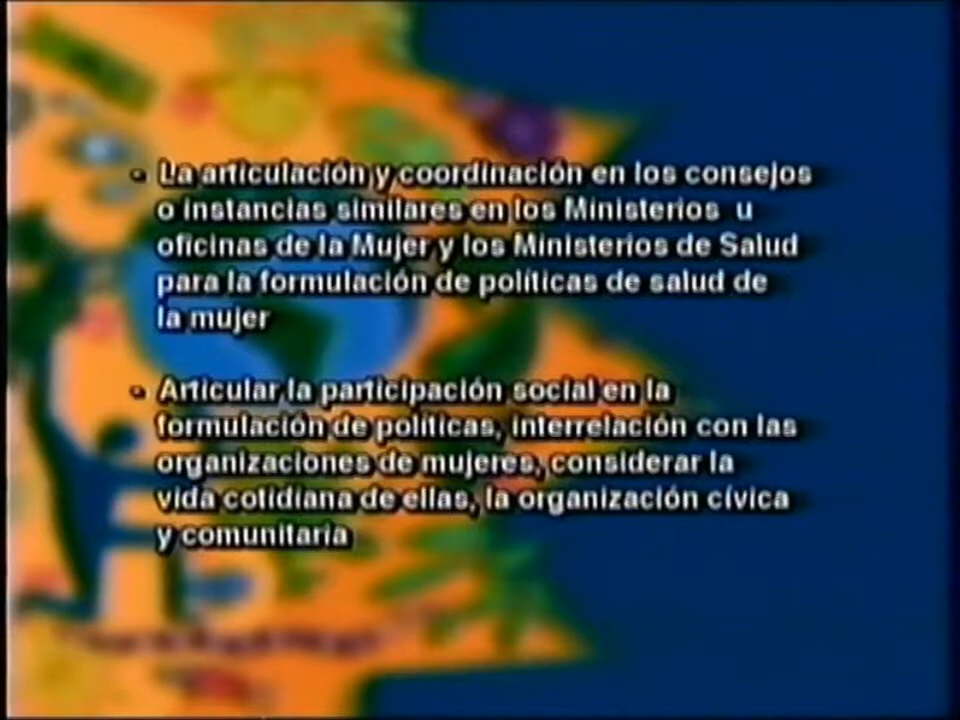 - La articulación y coordinación en los consejos
o instancias similares en los Ministerios u
oficinas de la Mujer y los Ministerios de Salud
para la formulación de políticas de salud de
la mujer
- Articular la participación social en la
formulación de políticas, interrelación con las
organizaciones de mujeres, considerar la
vida cotidiana de ellas, la organización cívica
y comunitaria